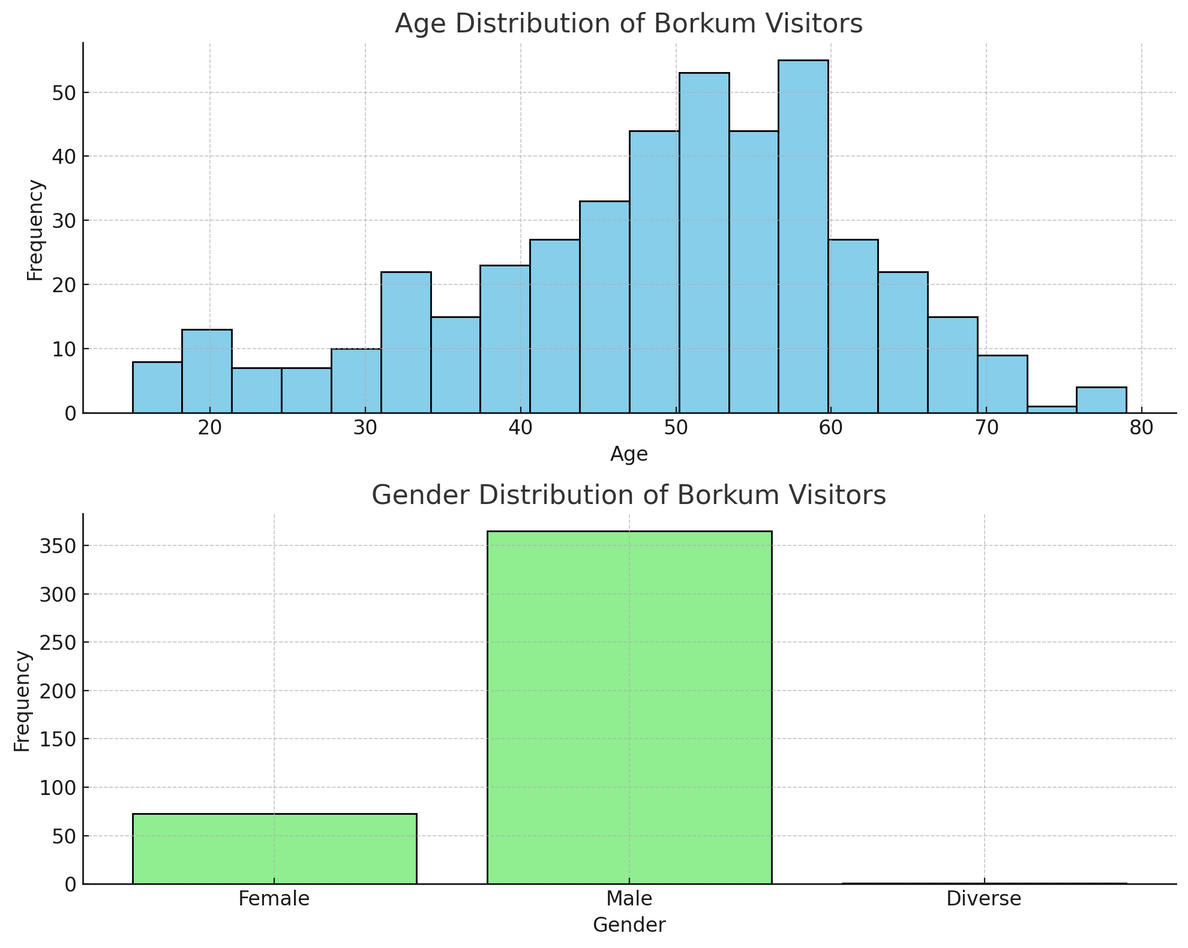 Age Distribution of Borkum Visitors
50
40
30
20
10
0
Frequency
20 30 40 50 60 70 80
Age
Gender Distribution of Borkum Visitors
350
300
250
200
150
100
50
0
Frequency
Female Male Diverse
Gender